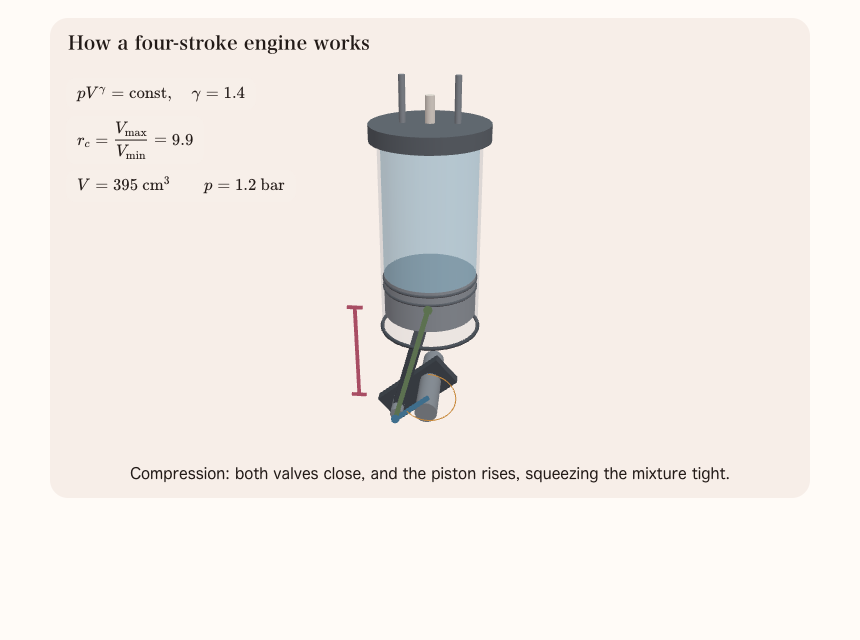 How a four-stroke engine works
pV^γ = const, γ = 1.4
r_c = V_max / V_min = 9.9
V = 395 cm³ p = 1.2 bar
Compression: both valves close, and the piston rises, squeezing the mixture tight.